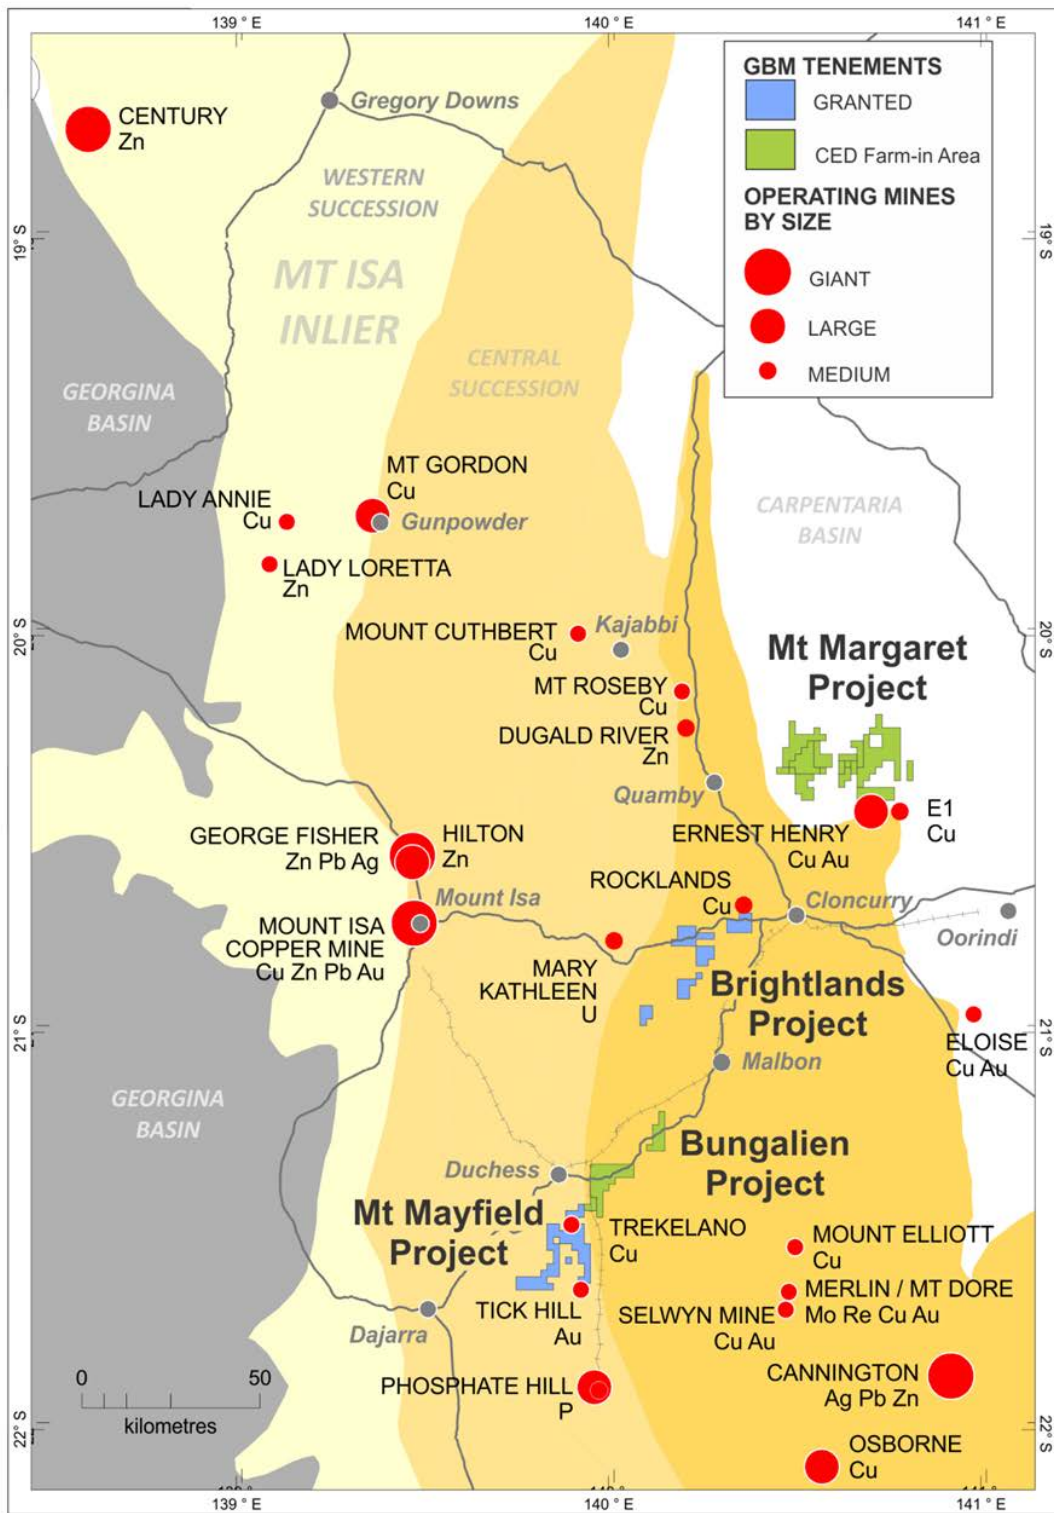 139 ° E
140 ° E
141 ° E
GBM TENEMENTS
GRANTED
CED Farm-in Area
OPERATING MINES
BY SIZE
GIANT
LARGE
MEDIUM
CENTURY
Zn
Gregory Downs
WESTERN
SUCCESSION
19° S
19° S
MT ISA
INLIER
CENTRAL
SUCCESSION
GEORGINA
BASIN
MT GORDON
Cu
LADY ANNIE
Cu
Gunpowder
CARPENTARIA
BASIN
LADY LORETTA
Zn
20° S
20° S
MOUNT CUTHBERT
Cu
Kajabbi
Mt Margaret
Project
MT ROSEBY
Cu
DUGALD RIVER
Zn
Quamby
E1
Cu
GEORGE FISHER
Zn Pb Ag
HILTON
Zn
ERNEST HENRY
Cu Au
ROCKLANDS
Cu
Mount Isa
Cloncurry
MOUNT ISA
COPPER MINE
Cu Zn Pb Au
Oorindi
MARY
KATHLEEN
U
Brightlands
Project
21° S
21° S
ELOISE
Cu Au
Malbon
GEORGINA
BASIN
Bungalien
Project
Duchess
Mt Mayfield
Project
TREKELANO
Cu
MOUNT ELLIOTT
Cu
MERLIN / MT DORE
Mo Re Cu Au
TICK HILL
Au
SELWYN MINE
Cu Au
Dajarra
CANNINGTON
Ag Pb Zn
PHOSPHATE HILL
P
0 50
kilometres
22° S
22° S
OSBORNE
Cu
139 ° E
140 ° E
141 ° E